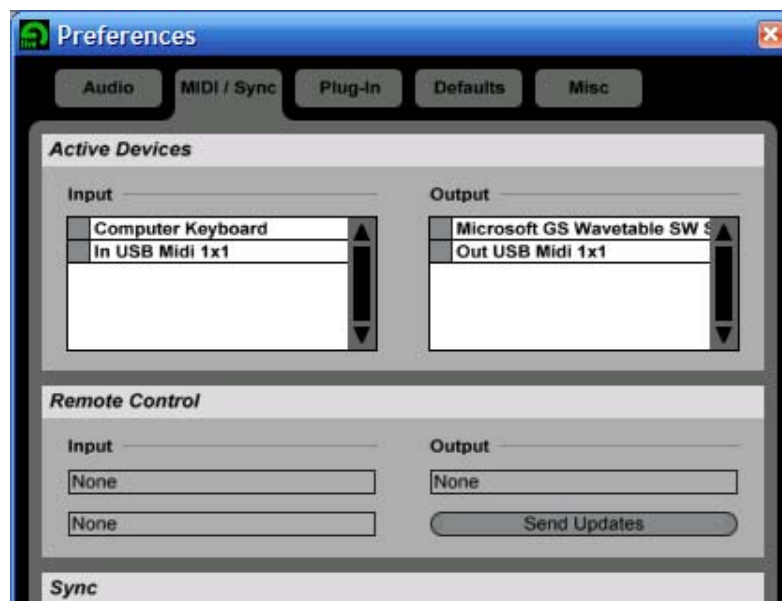 live
Preferences
Audio MIDI / Sync Plug-In Defaults Misc
Active Devices
Input
Computer Keyboard
In USB Midi 1x1
Output
Microsoft GS Wavetable SW S
Out USB Midi 1x1
Remote Control
Input
None
None
Output
None
Send Updates
Sync